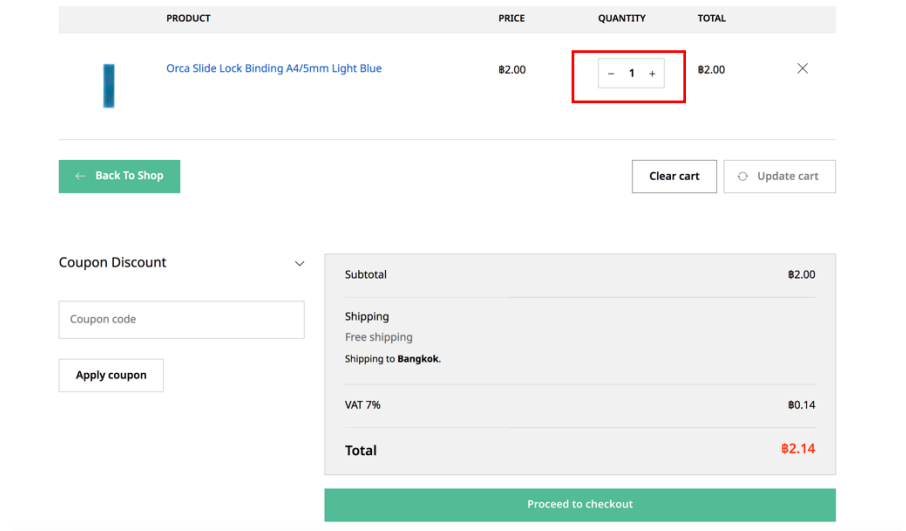 PRODUCT PRICE QUANTITY TOTAL
Orca Slide Lock Binding A4/5mm Light Blue ฿2.00 − 1 + ฿2.00 ×
← Back To Shop Clear cart Update cart
Coupon Discount
Coupon code
Apply coupon
Subtotal ฿2.00
Shipping
Free shipping
Shipping to Bangkok.
VAT 7% ฿0.14
Total ฿2.14
Proceed to checkout